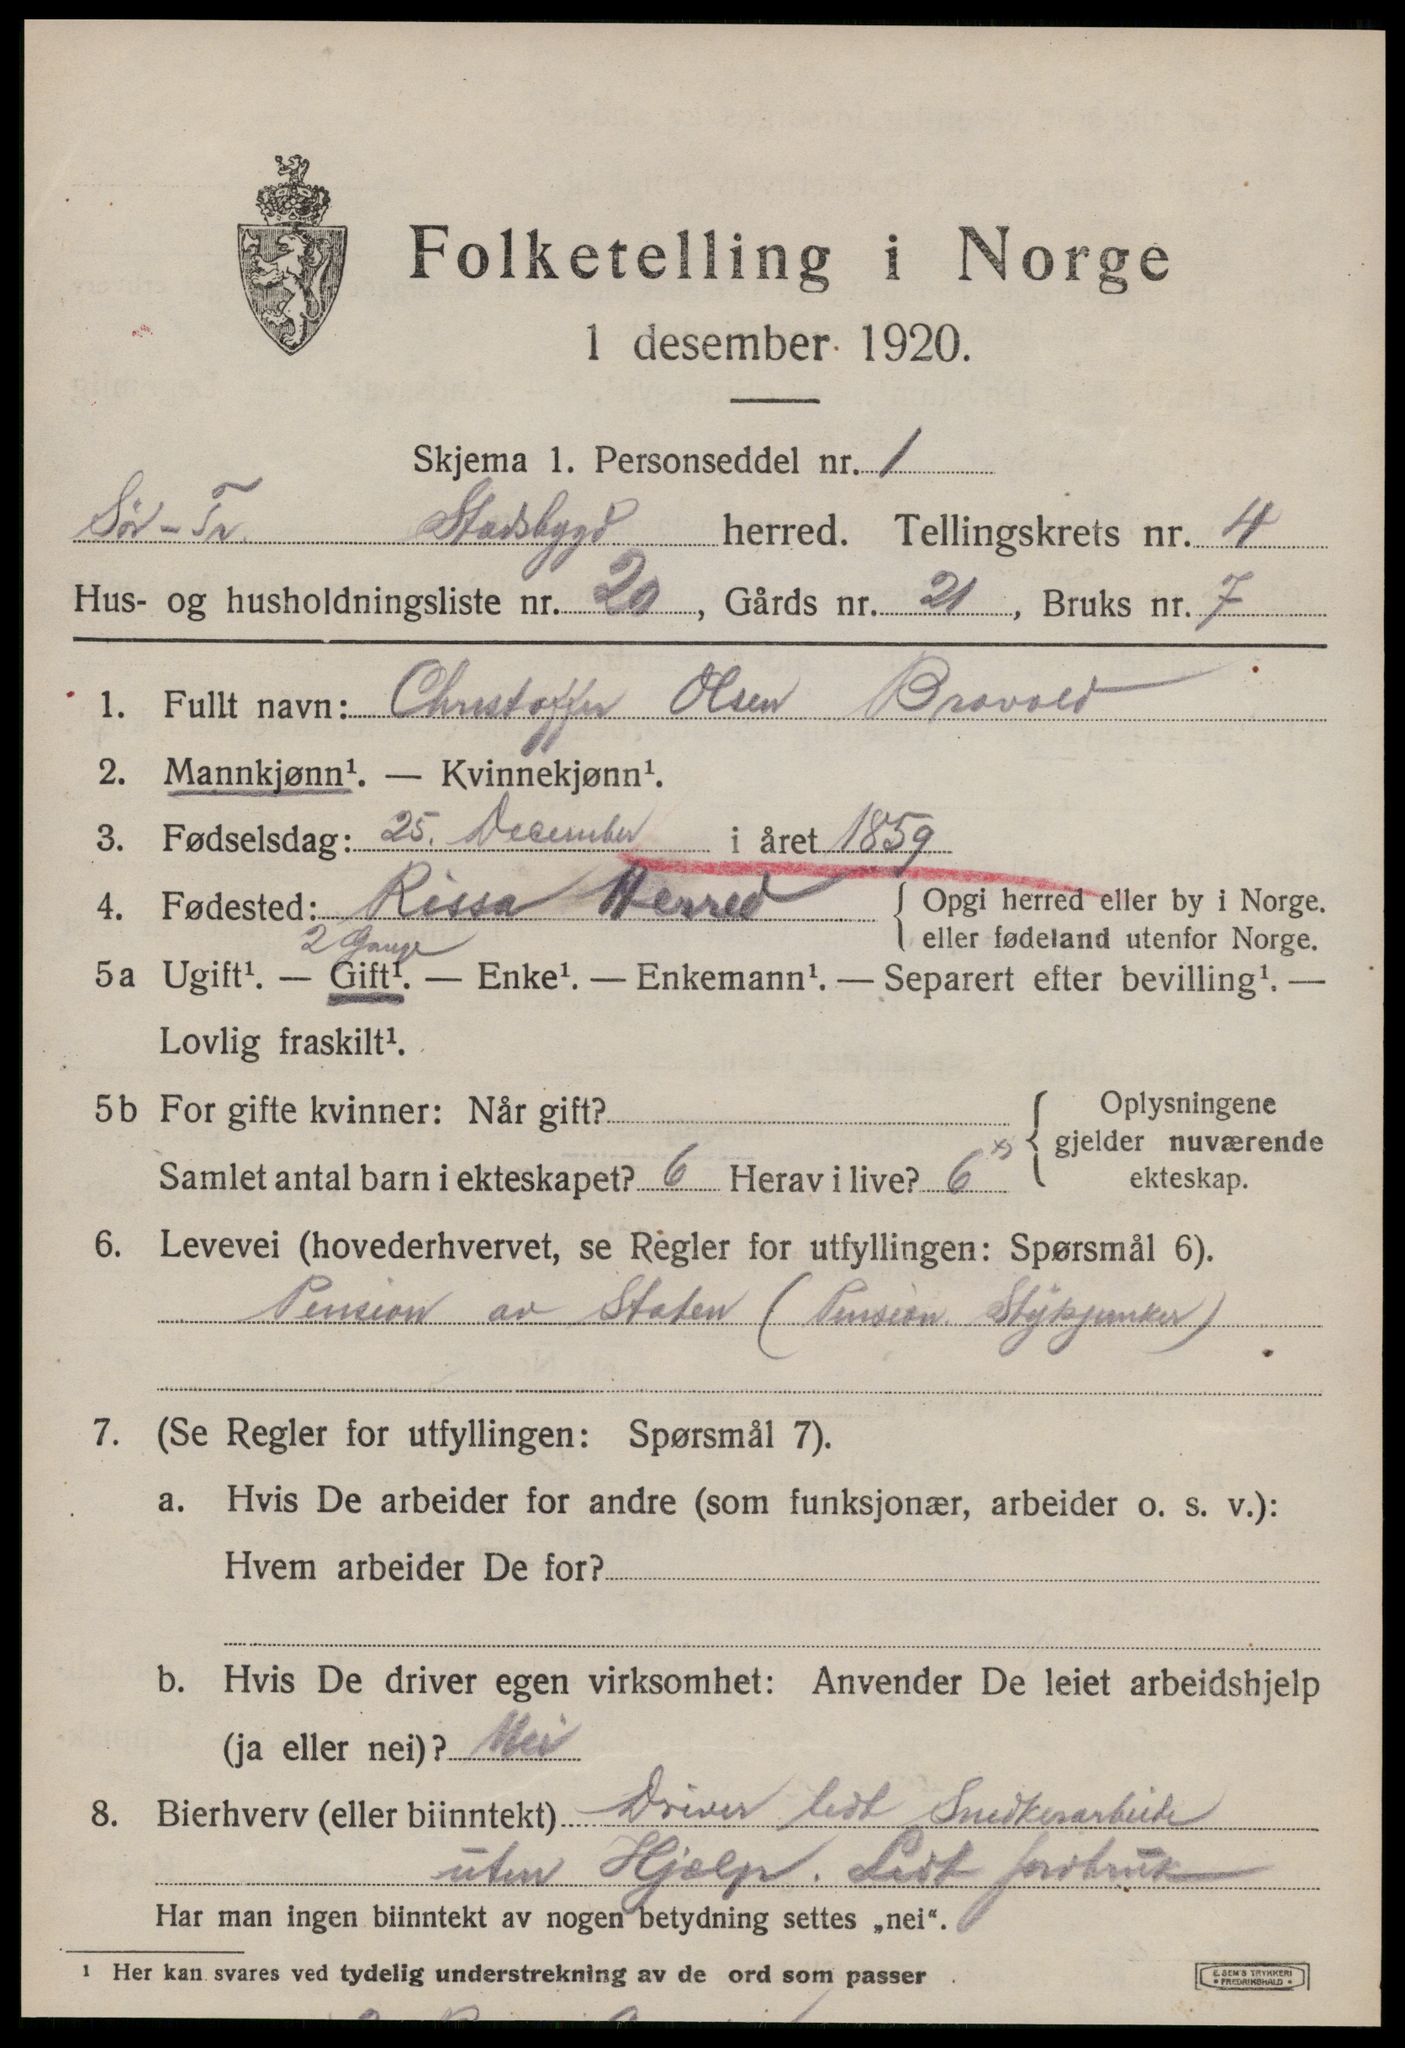 Folketelling i Norge
1 desember 1920.
Skjema 1. Personseddel nr. 1
Sör-Tr. Stadsbygd herred. Tellingskrets nr. 4
Hus- og husholdningsliste nr. 20, Gårds nr. 21, Bruks nr. 7
1. Fullt navn: Christoffer Olsen Bravold
2. Mannkjønn¹. — Kvinnekjønn¹.
3. Fødselsdag: 25. December i året 1859
4. Fødested: Rissa Herred { Opgi herred eller by i Norge.
eller fødeland utenfor Norge.
2 Gange
5a Ugift¹. — Gift¹. — Enke¹. — Enkemann¹. — Separert efter bevilling¹. —
Lovlig fraskilt¹.
5b For gifte kvinner: Når gift?
Samlet antal barn i ekteskapet? 6 Herav i live? 6 x)
{ Oplysningene
gjelder nuværende
ekteskap.
6. Levevei (hovederhvervet, se Regler for utfyllingen: Spørsmål 6).
Pension av Staten (Pension. Stykjunker)
7. (Se Regler for utfyllingen: Spørsmål 7).
a. Hvis De arbeider for andre (som funksjonær, arbeider o. s. v.):
Hvem arbeider De for?
b. Hvis De driver egen virksomhet: Anvender De leiet arbeidshjelp
(ja eller nei)? Nei
8. Bierhverv (eller biinntekt) Driver lidt Snedkerarbeide
uten Hjælp. Lidt jordbruk
Har man ingen biinntekt av nogen betydning settes „nei“.
¹ Her kan svares ved tydelig understrekning av de ord som passer
E. SEM'S TRYKKERI
FREDRIKSHALD